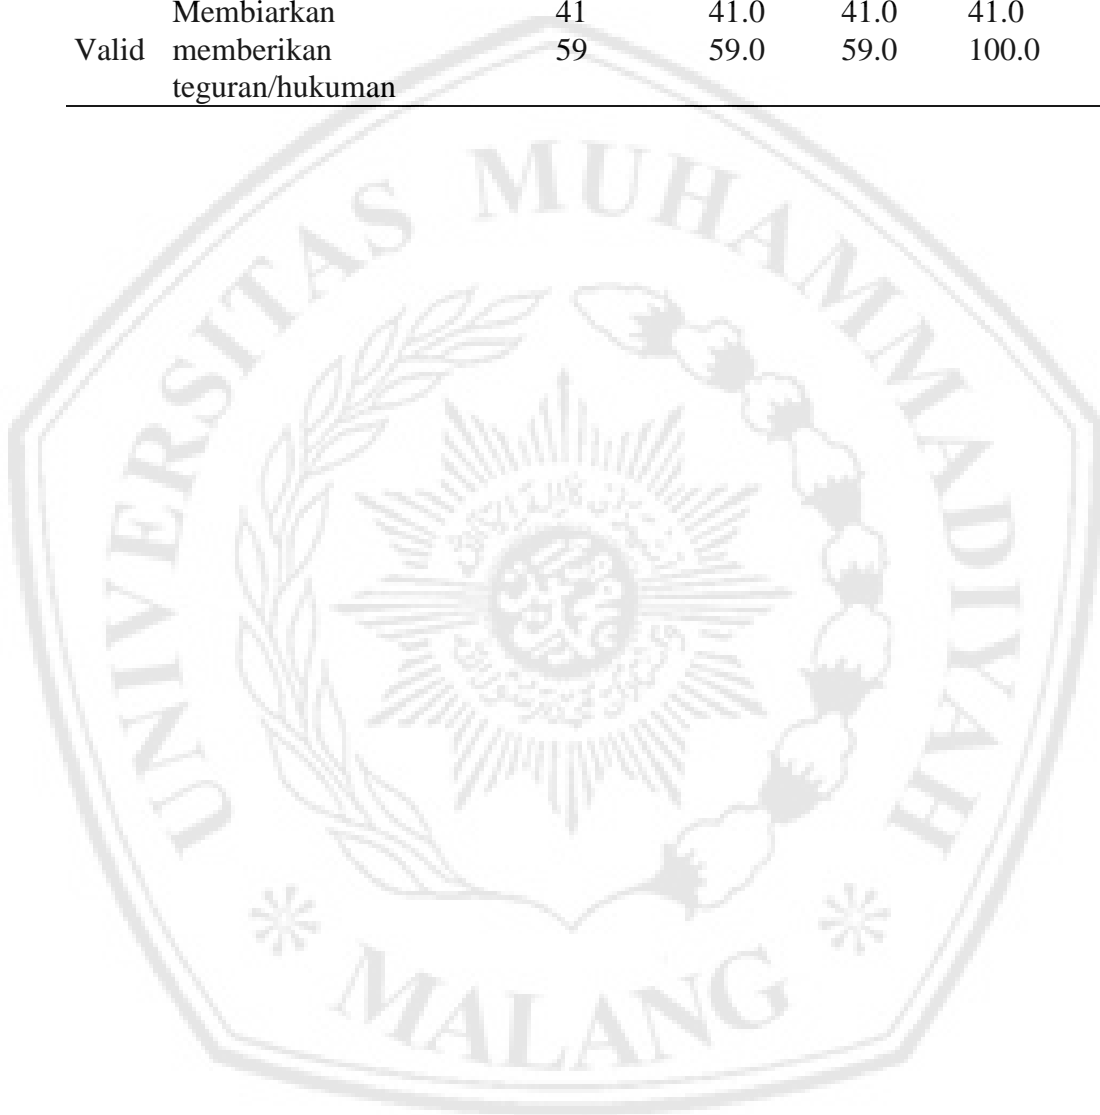 Membiarkan 41 41.0 41.0 41.0
Valid memberikan 59 59.0 59.0 100.0
teguran/hukuman
UNIVERSITAS MUHAMMADIYAH
MALANG